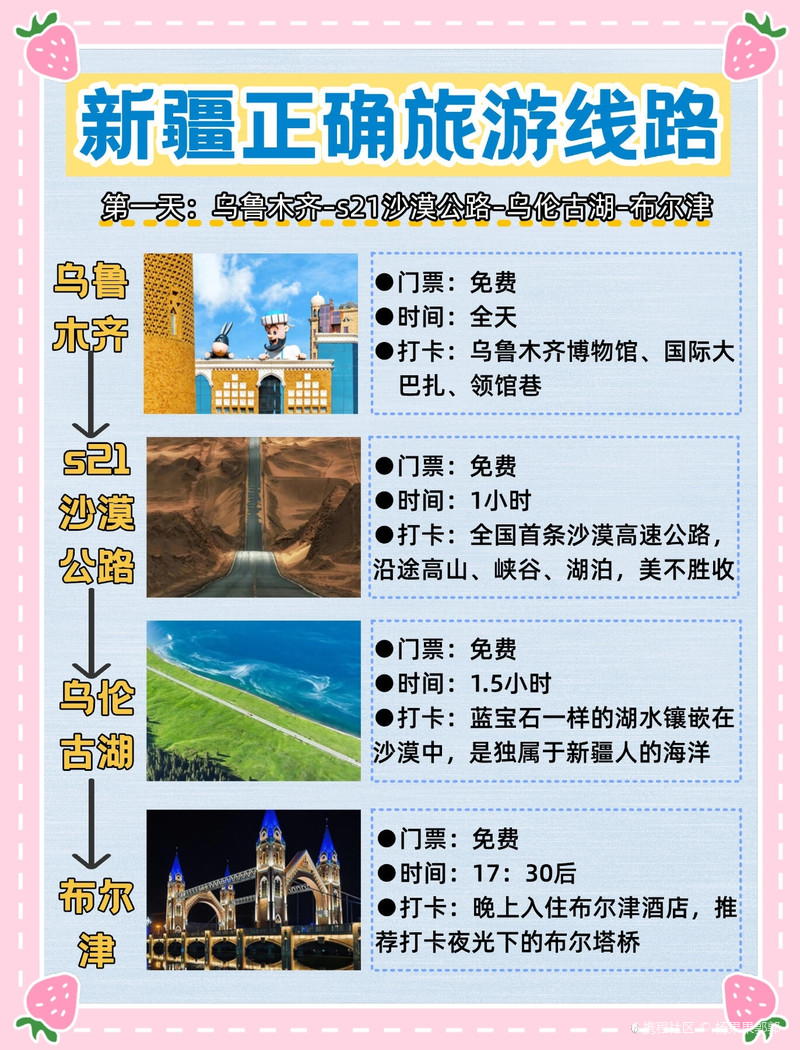 新疆正确旅游线路
第一天：乌鲁木齐-s21沙漠公路-乌伦古湖-布尔津
乌鲁
木齐
●门票：免费
●时间：全天
●打卡：乌鲁木齐博物馆、国际大
巴扎、领馆巷
s21
沙漠
公路
●门票：免费
●时间：1小时
●打卡：全国首条沙漠高速公路，
沿途高山、峡谷、湖泊，美不胜收
乌伦
古湖
●门票：免费
●时间：1.5小时
●打卡：蓝宝石一样的湖水镶嵌在
沙漠中，是独属于新疆人的海洋
布尔
津
●门票：免费
●时间：17：30后
●打卡：晚上入住布尔津酒店，推
荐打卡夜光下的布尔塔桥